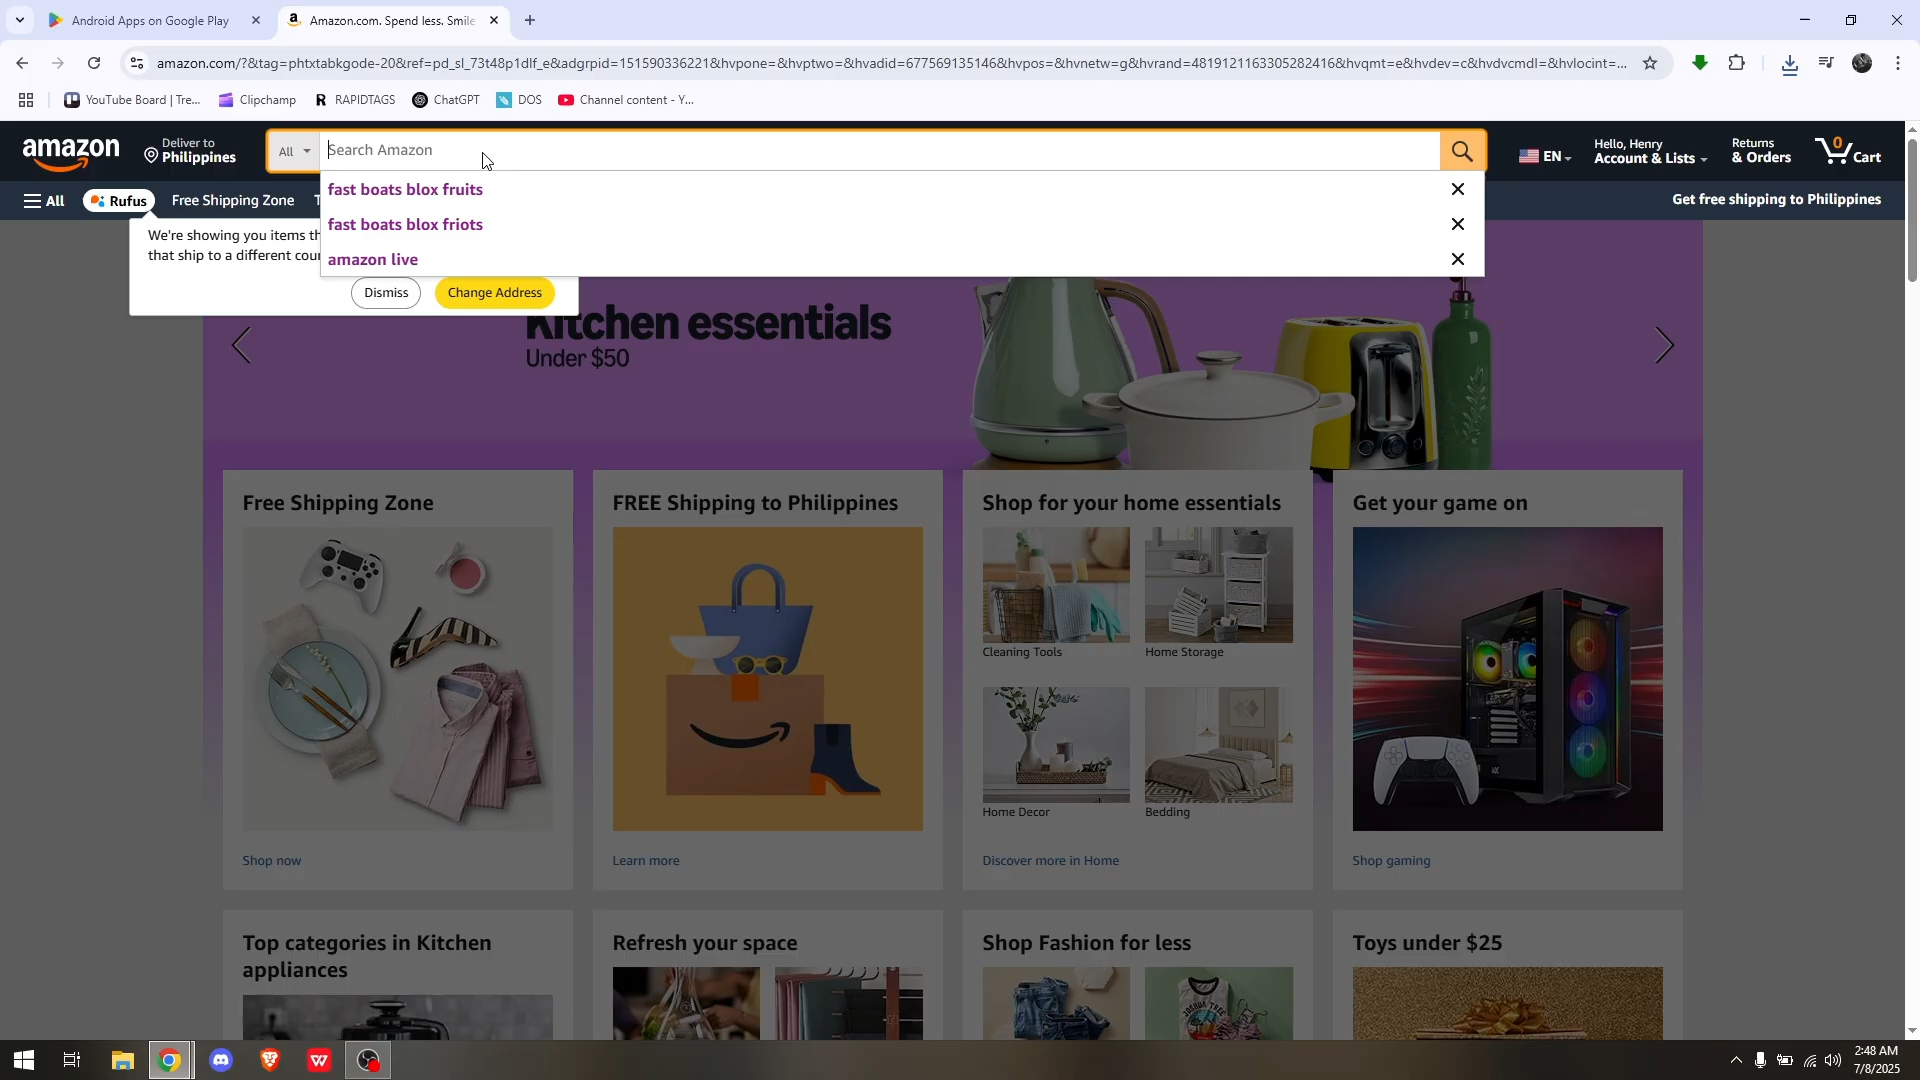 Android Apps on Google Play
Amazon.com. Spend less. Smile
amazon.com/?&tag=phtxtabkgode-20&ref=pd_sl_73t48p1dlf_e&adgrpid=151590336221&hvpone=&hvptwo=&hvadid=677569135146&hvpos=&hvnetw=g&hvrand=4819121163305282416&hvqmt=e&hvdev=c&hvdvcmdl=&hvlocint=...
YouTube Board | Tre...
Clipchamp
RAPIDTAGS
ChatGPT
DOS
Channel content - Y...
amazon
Deliver to
Philippines
All
Search Amazon
EN
Hello, Henry
Account & Lists
Returns
& Orders
0
Cart
All
Rufus
Free Shipping Zone
Get free shipping to Philippines
fast boats blox fruits
fast boats blox friots
amazon live
We're showing you items th
that ship to a different cou
Dismiss
Change Address
Kitchen essentials
Under $50
Free Shipping Zone
Shop now
FREE Shipping to Philippines
Learn more
Shop for your home essentials
Cleaning Tools
Home Storage
Home Decor
Bedding
Discover more in Home
Get your game on
Shop gaming
Top categories in Kitchen
appliances
Refresh your space
Shop Fashion for less
Toys under $25
2:48 AM
7/8/2025